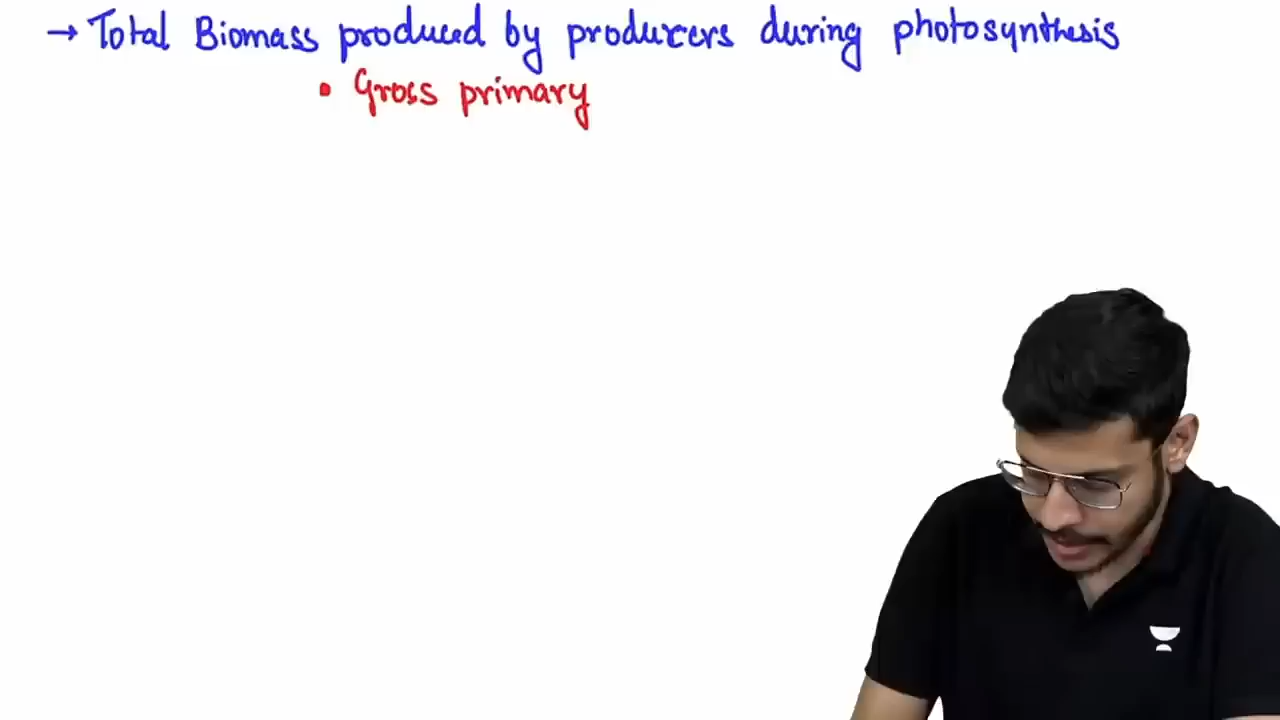 → Total Biomass produced by producers during photosynthesis
• Gross primary